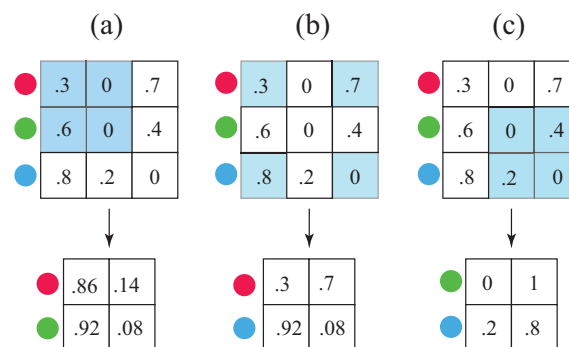 (a) (b) (c)
.3 0 .7 .3 0 .7 .3 0 .7
.6 0 .4 .6 0 .4 .6 0 .4
.8 .2 0 .8 .2 0 .8 .2 0
.86 .14 .3 .7 0 1
.92 .08 .92 .08 .2 .8